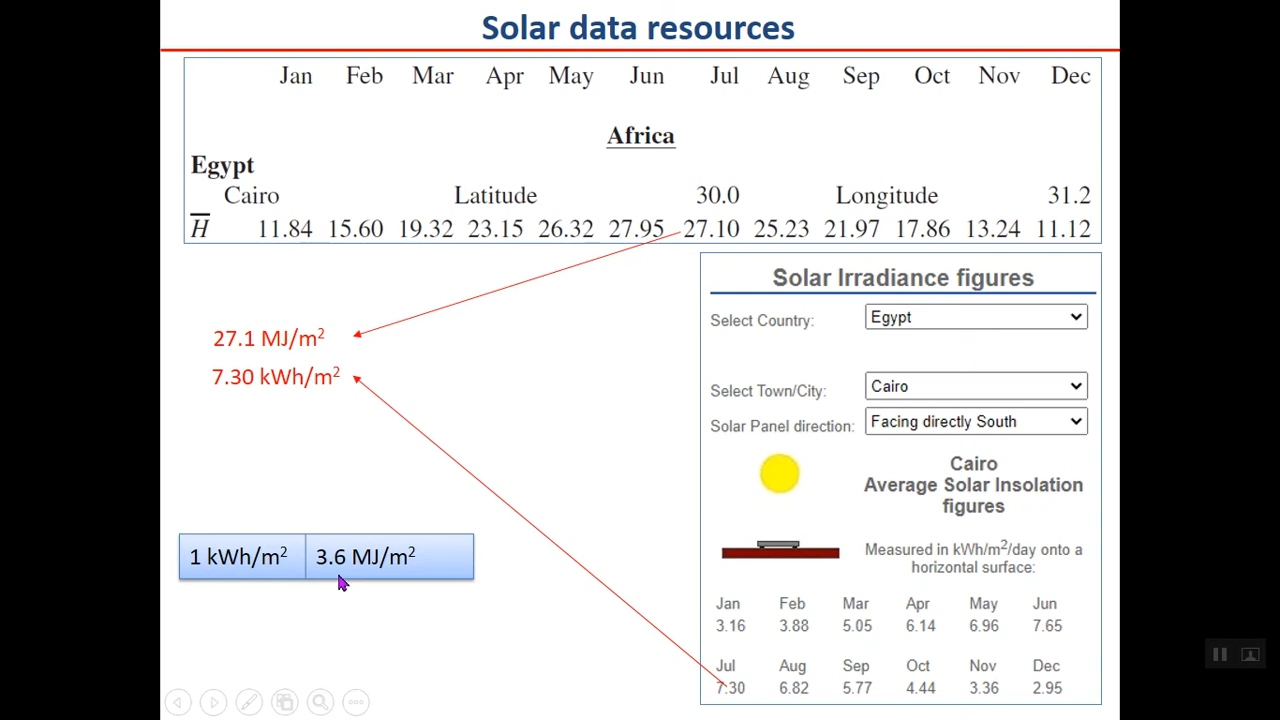 Solar data resources
Jan Feb Mar Apr May Jun Jul Aug Sep Oct Nov Dec
Africa
Egypt
Cairo Latitude 30.0 Longitude 31.2
H̅ 11.84 15.60 19.32 23.15 26.32 27.95 27.10 25.23 21.97 17.86 13.24 11.12
27.1 MJ/m²
7.30 kWh/m²
1 kWh/m² 3.6 MJ/m²
Solar Irradiance figures
Select Country: Egypt
Select Town/City: Cairo
Solar Panel direction: Facing directly South
Cairo
Average Solar Insolation
figures
Measured in kWh/m²/day onto a
horizontal surface:
Jan Feb Mar Apr May Jun
3.16 3.88 5.05 6.14 6.96 7.65
Jul Aug Sep Oct Nov Dec
7.30 6.82 5.77 4.44 3.36 2.95